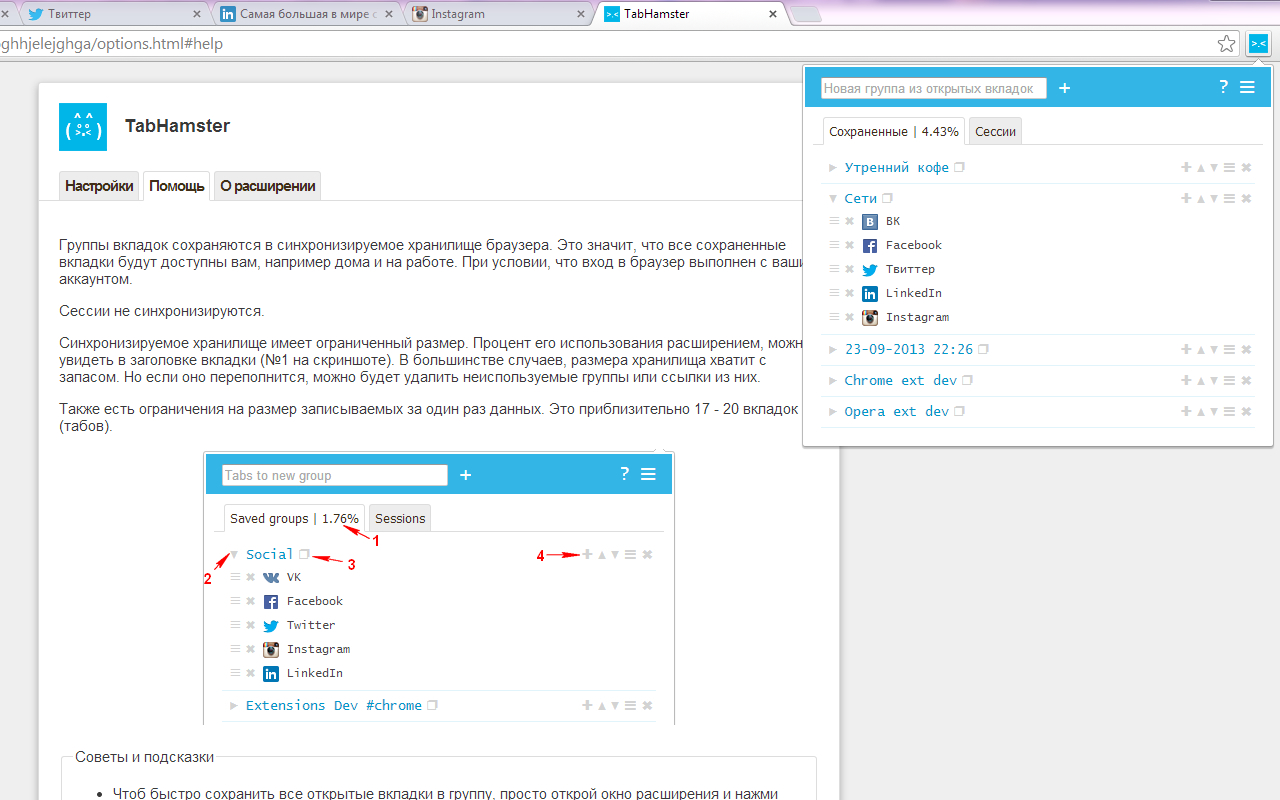 Твиттер
Самая большая в мире с
Instagram
TabHamster
ghhjelejghga/options.html#help
TabHamster
Настройки
Помощь
О расширении
Группы вкладок сохраняются в синхронизируемое хранилище браузера. Это значит, что все сохраненные
вкладки будут доступны вам, например дома и на работе. При условии, что вход в браузер выполнен с ваши
аккаунтом.
Сессии не синхронизируются.
Синхронизируемое хранилище имеет ограниченный размер. Процент его использования расширением, можн
увидеть в заголовке вкладки (№1 на скриншоте). В большинстве случаев, размера хранилища хватит с
запасом. Но если оно переполнится, можно будет удалить неиспользуемые группы или ссылки из них.
Также есть ограничения на размер записываемых за один раз данных. Это приблизительно 17 - 20 вкладок
(табов).
Tabs to new group
+
?
Saved groups | 1.76%
Sessions
1
2
Social
3
4
VK
Facebook
Twitter
Instagram
LinkedIn
Extensions Dev #chrome
Советы и подсказки
• Чтоб быстро сохранить все открытые вкладки в группу, просто открой окно расширения и нажми
Новая группа из открытых вкладок
+
?
Сохраненные | 4.43%
Сессии
Утренний кофе
Сети
ВК
Facebook
Твиттер
LinkedIn
Instagram
23-09-2013 22:26
Chrome ext dev
Opera ext dev